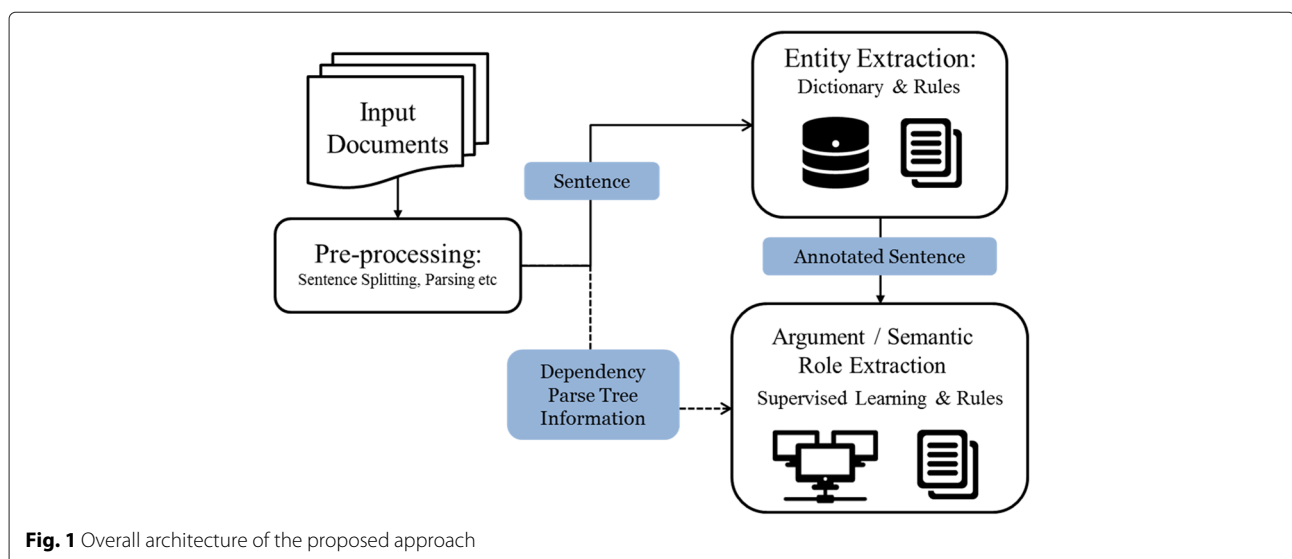 Input
Documents
Pre-processing:
Sentence Splitting, Parsing etc
Sentence
Dependency
Parse Tree
Information
Entity Extraction:
Dictionary & Rules
Annotated Sentence
Argument / Semantic
Role Extraction
Supervised Learning & Rules
Fig. 1 Overall architecture of the proposed approach